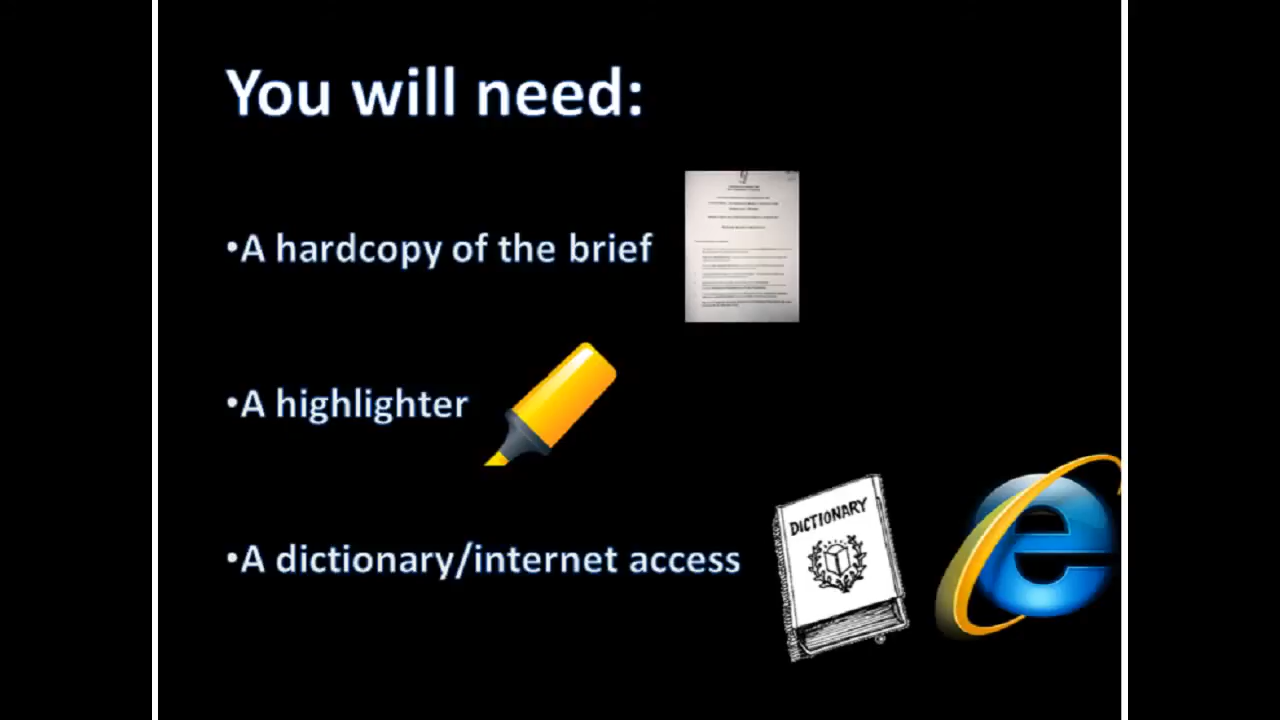 You will need:
•A hardcopy of the brief
•A highlighter
•A dictionary/internet access
DICTIONARY